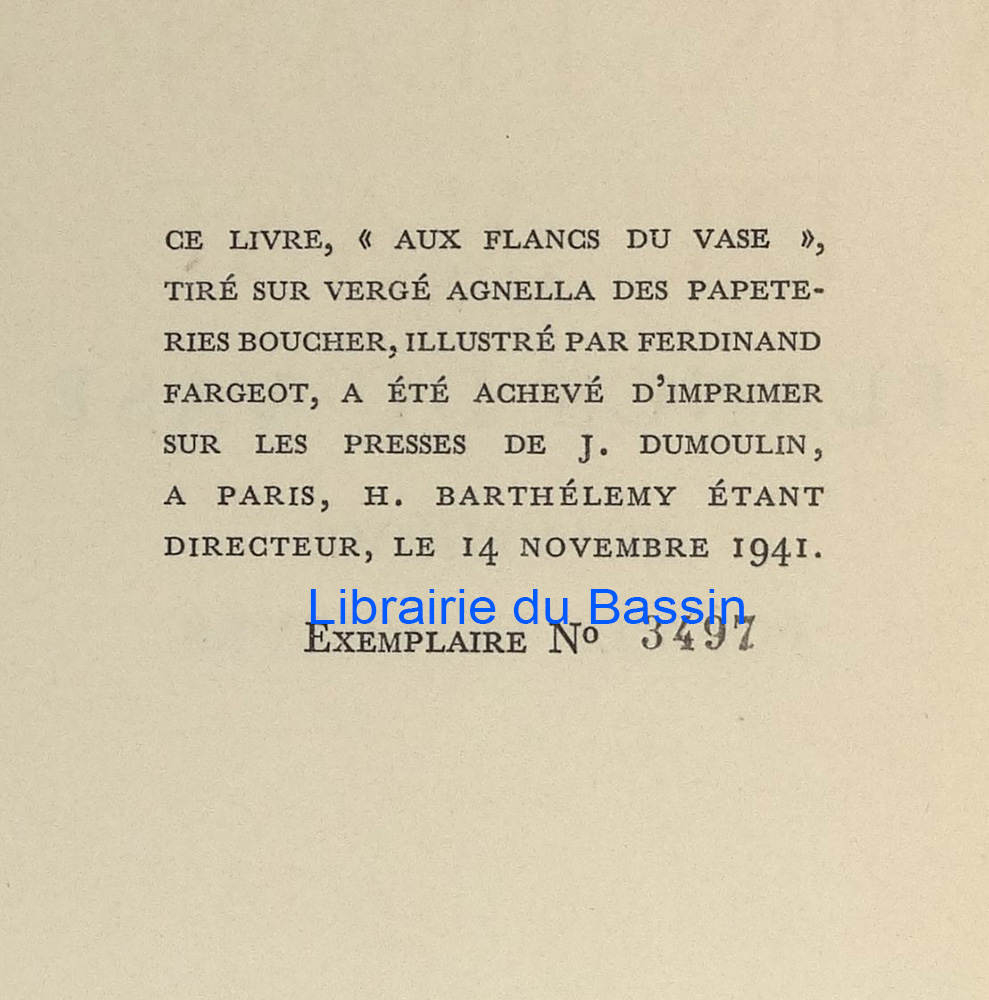 CE LIVRE, « AUX FLANCS DU VASE »,
TIRÉ SUR VERGÉ AGNELLA DES PAPETE-
RIES BOUCHER, ILLUSTRÉ PAR FERDINAND
FARGEOT, A ÉTÉ ACHEVÉ D'IMPRIMER
SUR LES PRESSES DE J. DUMOULIN,
A PARIS, H. BARTHÉLEMY ÉTANT
DIRECTEUR, LE 14 NOVEMBRE 1941.
Librairie du Bassin
EXEMPLAIRE Nº 3497